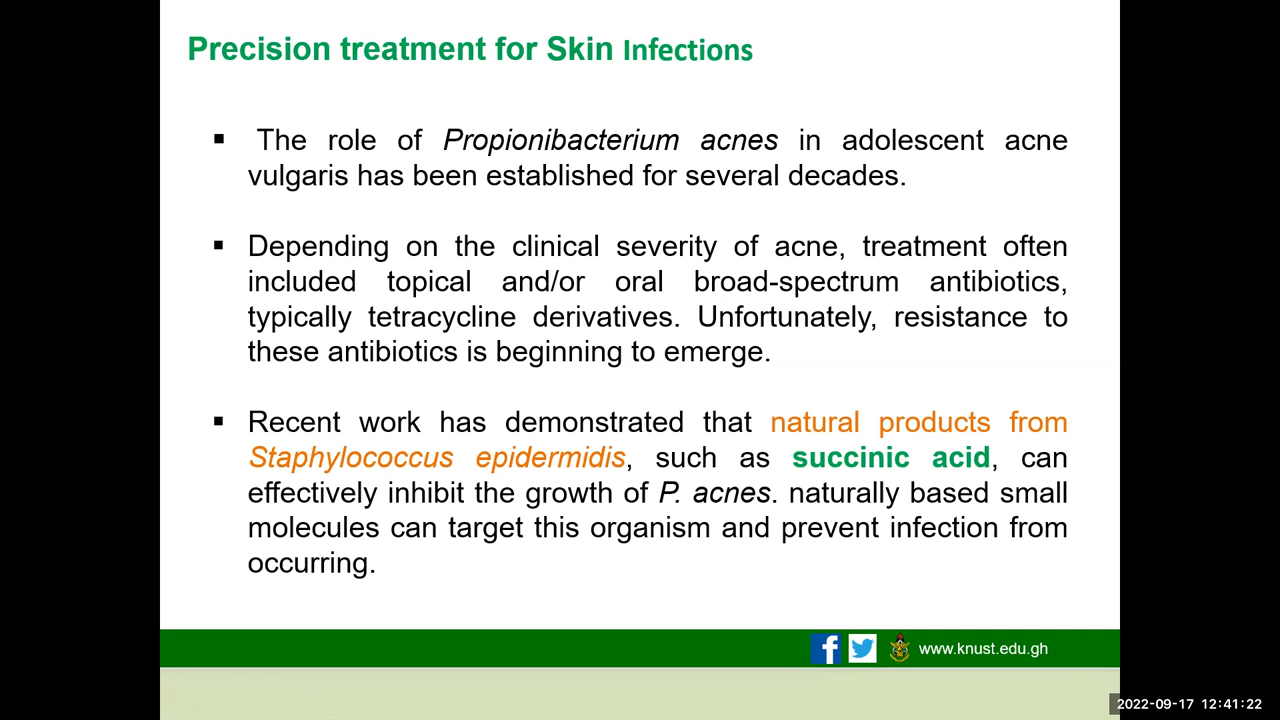 Precision treatment for Skin Infections
▪ The role of Propionibacterium acnes in adolescent acne
vulgaris has been established for several decades.
▪ Depending on the clinical severity of acne, treatment often
included topical and/or oral broad-spectrum antibiotics,
typically tetracycline derivatives. Unfortunately, resistance to
these antibiotics is beginning to emerge.
▪ Recent work has demonstrated that natural products from
Staphylococcus epidermidis, such as succinic acid, can
effectively inhibit the growth of P. acnes. naturally based small
molecules can target this organism and prevent infection from
occurring.
www.knust.edu.gh
2022-09-17 12:41:22